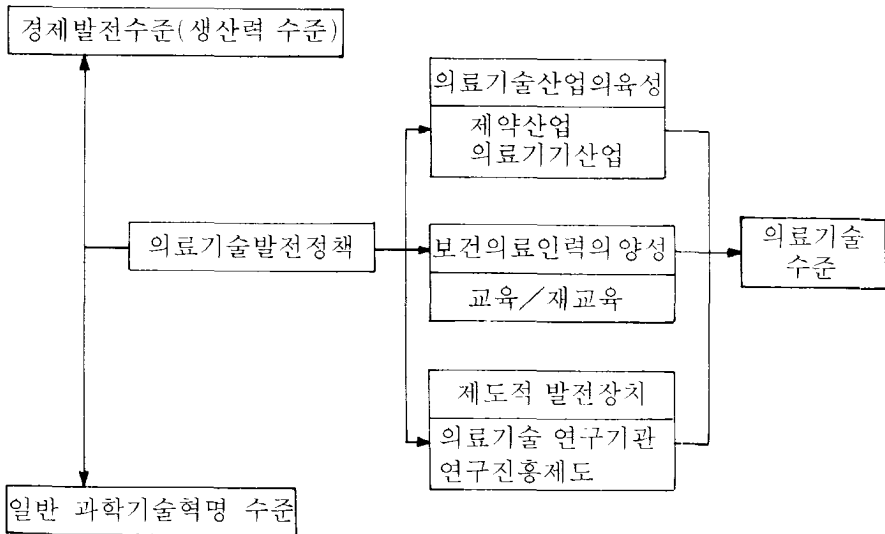 경제발전수준(생산력 수준)
의료기술산업의육성
제약산업
의료기기산업
의료기술발전정책
보건의료인력의양성
교육/재교육
의료기술
수준
제도적 발전장치
의료기술 연구기관
연구진흥제도
일반 과학기술혁명 수준